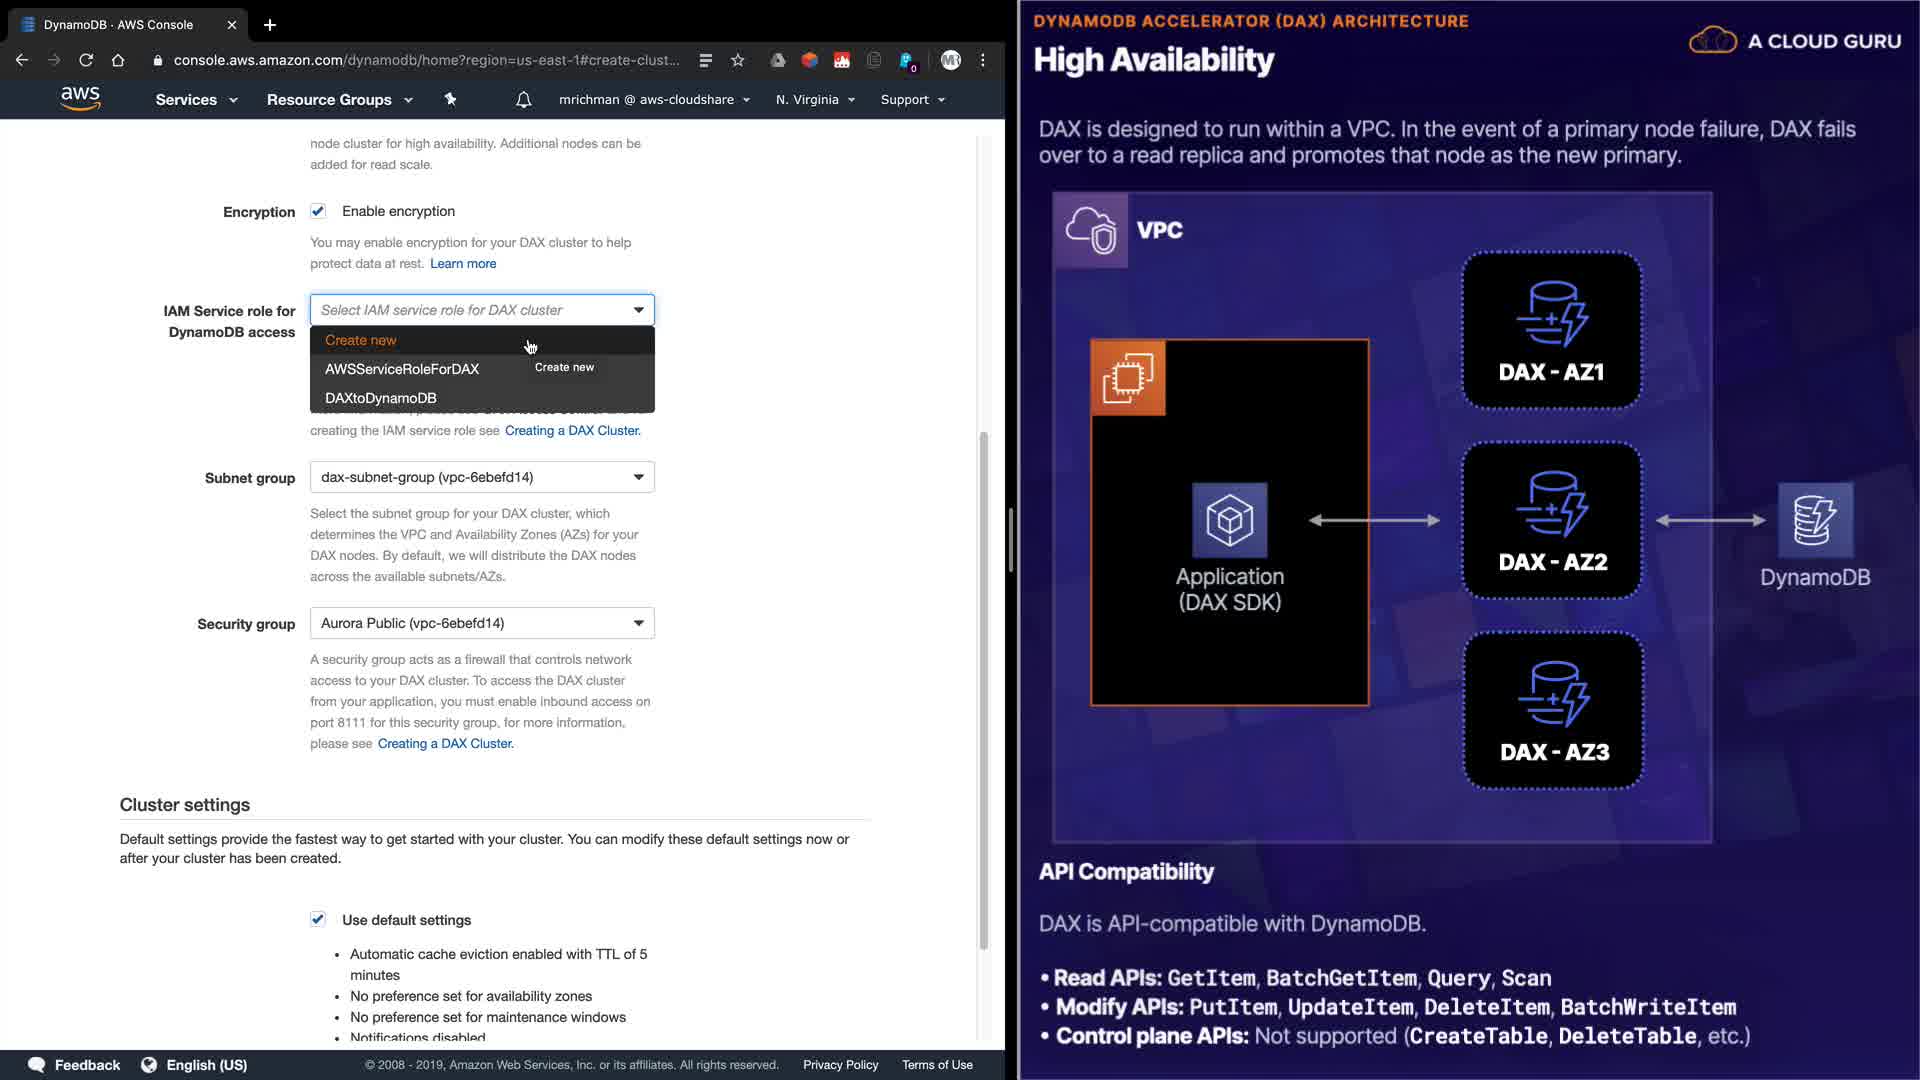 DynamoDB · AWS Console
console.aws.amazon.com/dynamodb/home?region=us-east-1#create-clust...
0
MR
aws
Services
Resource Groups
mrichman @ aws-cloudshare
N. Virginia
Support
node cluster for high availability. Additional nodes can be
added for read scale.
Encryption
Enable encryption
You may enable encryption for your DAX cluster to help
protect data at rest. Learn more
IAM Service role for
DynamoDB access
Select IAM service role for DAX cluster
Create new
AWSServiceRoleForDAX
Create new
DAXtoDynamoDB
creating the IAM service role see Creating a DAX Cluster.
Subnet group
dax-subnet-group (vpc-6ebefd14)
Select the subnet group for your DAX cluster, which
determines the VPC and Availability Zones (AZs) for your
DAX nodes. By default, we will distribute the DAX nodes
across the available subnets/AZs.
Security group
Aurora Public (vpc-6ebefd14)
A security group acts as a firewall that controls network
access to your DAX cluster. To access the DAX cluster
from your application, you must enable inbound access on
port 8111 for this security group, for more information,
please see Creating a DAX Cluster.
Cluster settings
Default settings provide the fastest way to get started with your cluster. You can modify these default settings now or
after your cluster has been created.
Use default settings
• Automatic cache eviction enabled with TTL of 5
minutes
• No preference set for availability zones
• No preference set for maintenance windows
• Notifications disabled
Feedback
English (US)
© 2008 - 2019, Amazon Web Services, Inc. or its affiliates. All rights reserved.
Privacy Policy
Terms of Use
DYNAMODB ACCELERATOR (DAX) ARCHITECTURE
High Availability
A CLOUD GURU
DAX is designed to run within a VPC. In the event of a primary node failure, DAX fails
over to a read replica and promotes that node as the new primary.
VPC
DAX - AZ1
DAX - AZ2
DAX - AZ3
Application
(DAX SDK)
DynamoDB
API Compatibility
DAX is API-compatible with DynamoDB.
• Read APIs: GetItem, BatchGetItem, Query, Scan
• Modify APIs: PutItem, UpdateItem, DeleteItem, BatchWriteItem
• Control plane APIs: Not supported (CreateTable, DeleteTable, etc.)